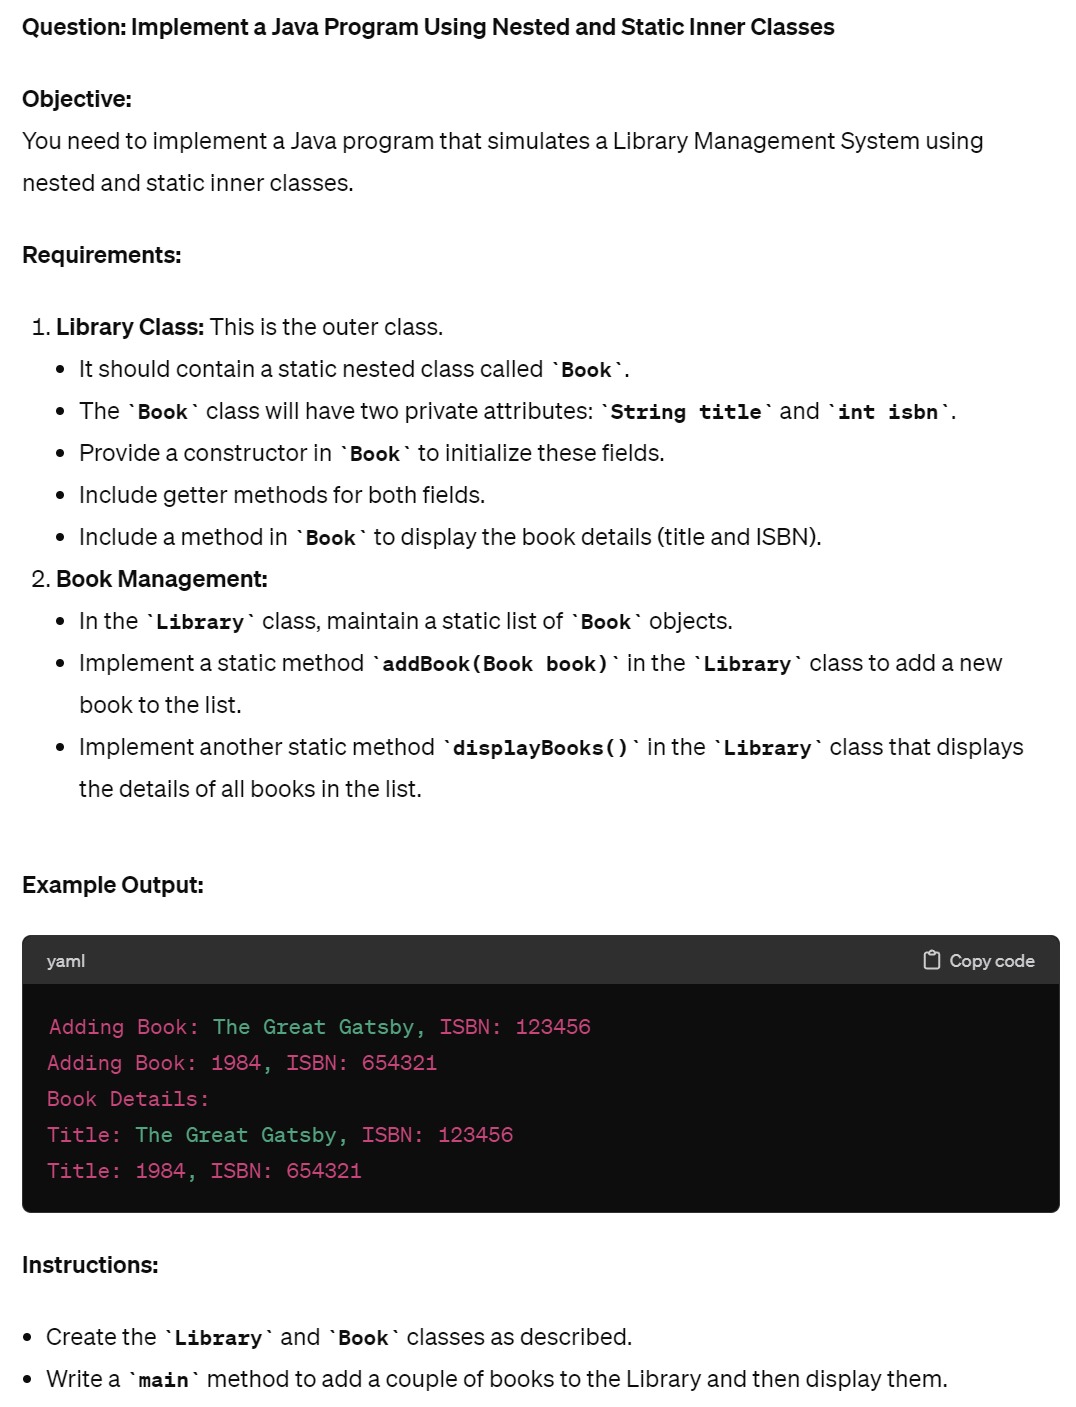 Question: Implement a Java Program Using Nested and Static Inner Classes
Objective:
You need to implement a Java program that simulates a Library Management System using
nested and static inner classes.
Requirements:
1. Library Class: This is the outer class.
• It should contain a static nested class called `Book`.
• The `Book` class will have two private attributes: `String title` and `int isbn`.
• Provide a constructor in `Book` to initialize these fields.
• Include getter methods for both fields.
• Include a method in `Book` to display the book details (title and ISBN).
2. Book Management:
• In the `Library` class, maintain a static list of `Book` objects.
• Implement a static method `addBook(Book book)` in the `Library` class to add a new
book to the list.
• Implement another static method `displayBooks()` in the `Library` class that displays
the details of all books in the list.
Example Output:
yaml Copy code
Adding Book: The Great Gatsby, ISBN: 123456
Adding Book: 1984, ISBN: 654321
Book Details:
Title: The Great Gatsby, ISBN: 123456
Title: 1984, ISBN: 654321
Instructions:
• Create the `Library` and `Book` classes as described.
• Write a `main` method to add a couple of books to the Library and then display them.